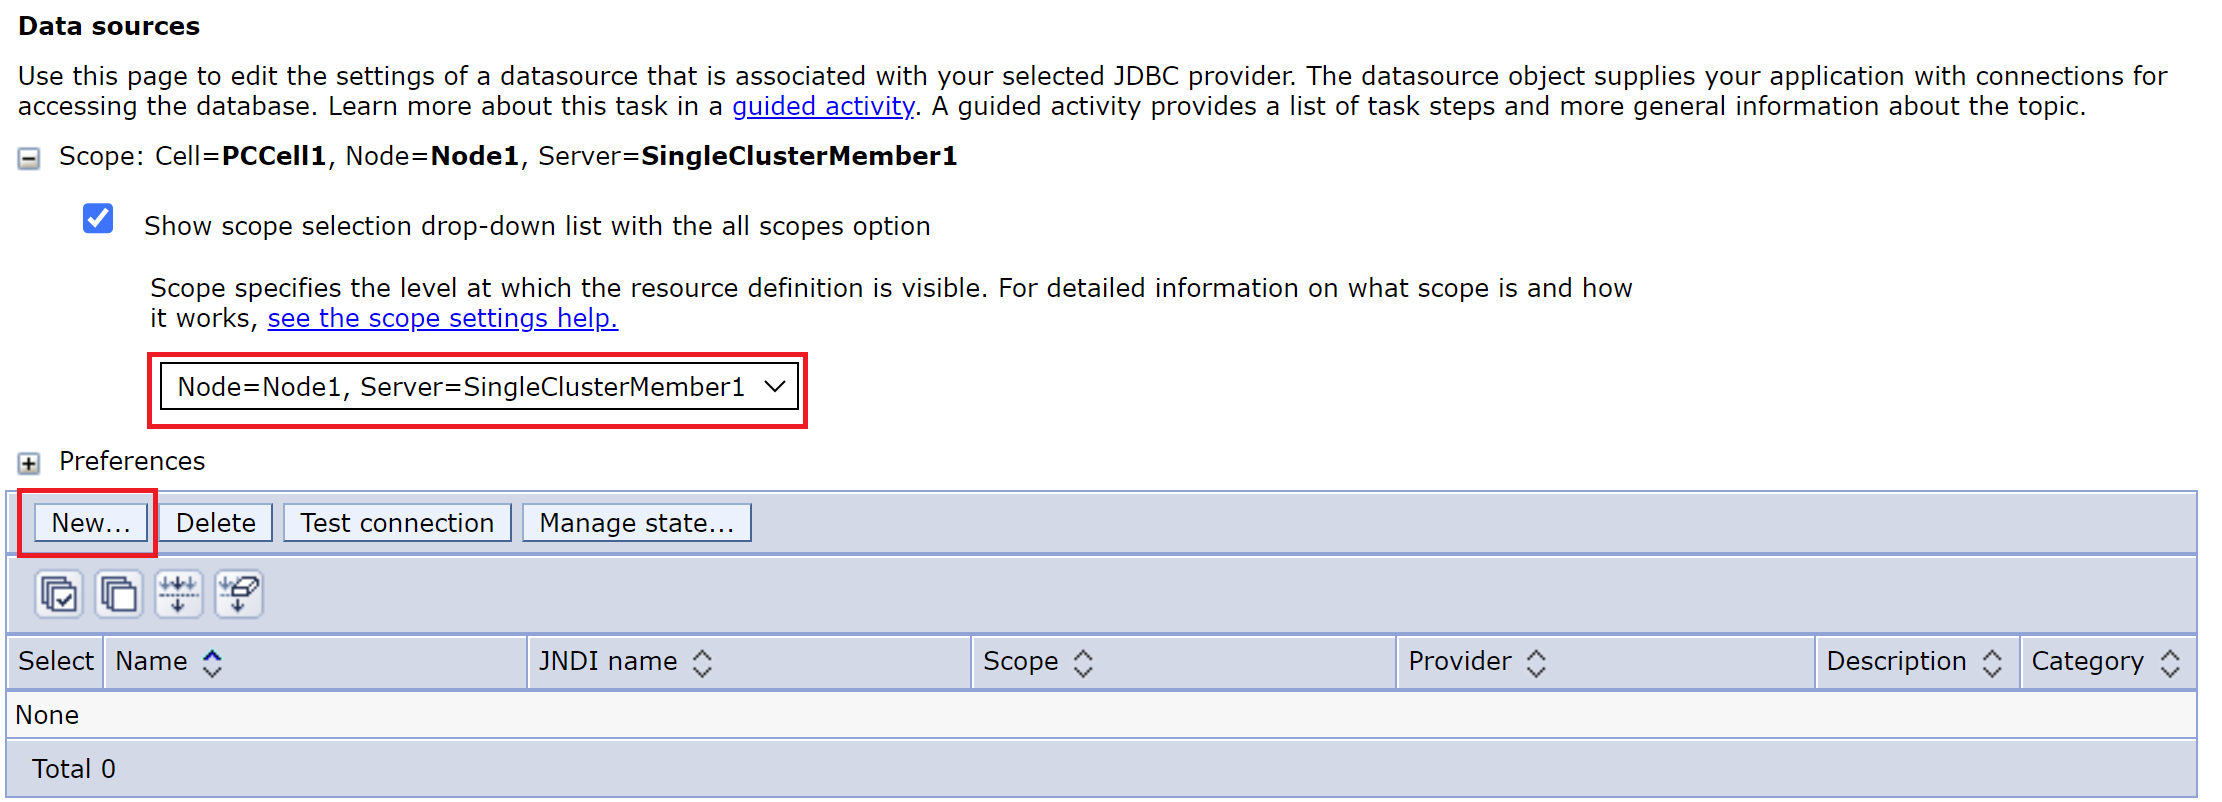 Data sources
Use this page to edit the settings of a datasource that is associated with your selected JDBC provider. The datasource object supplies your application with connections for
accessing the database. Learn more about this task in a guided activity. A guided activity provides a list of task steps and more general information about the topic.
Scope: Cell=PCCell1, Node=Node1, Server=SingleClusterMember1
Show scope selection drop-down list with the all scopes option
Scope specifies the level at which the resource definition is visible. For detailed information on what scope is and how
it works, see the scope settings help.
Node=Node1, Server=SingleClusterMember1
Preferences
New... Delete Test connection Manage state...
Select Name JNDI name Scope Provider Description Category
None
Total 0